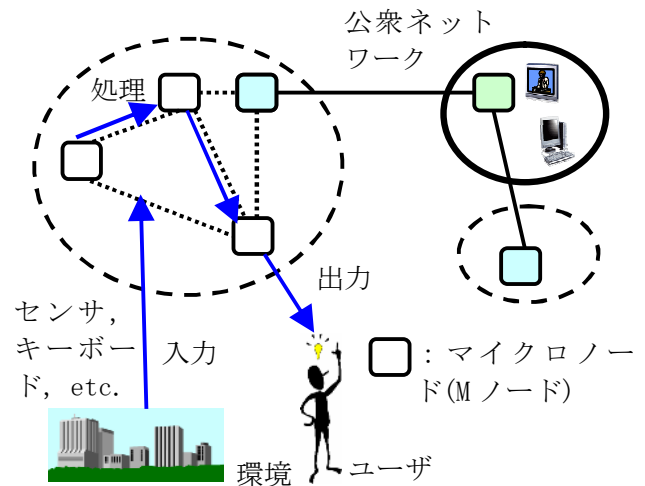 公衆ネット
ワーク
処理
出力
センサ,
キーボー
ド, etc.
入力
:マイクロノー
ド(M ノード)
環境
ユーザ